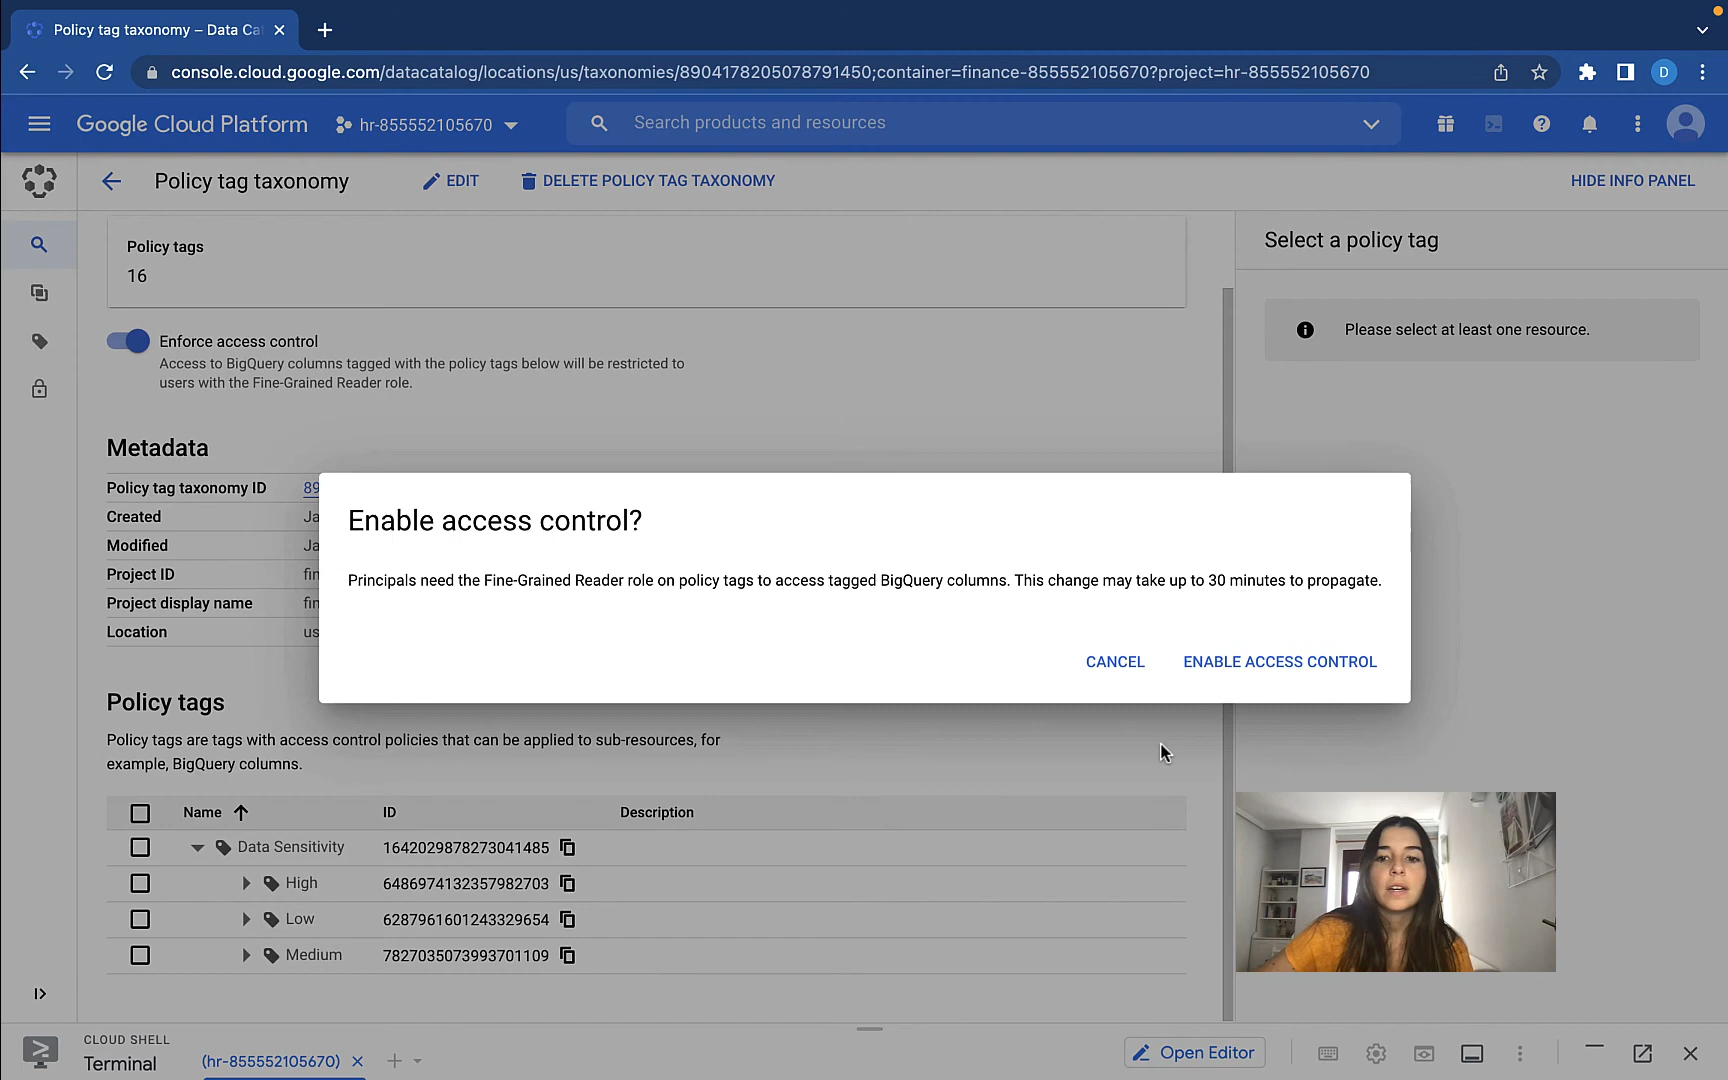 Policy tag taxonomy – Data Ca
console.cloud.google.com/datacatalog/locations/us/taxonomies/8904178205078791450;container=finance-855552105670?project=hr-855552105670
D
Google Cloud Platform
hr-855552105670
Search products and resources
Policy tag taxonomy
EDIT
DELETE POLICY TAG TAXONOMY
HIDE INFO PANEL
Policy tags
16
Select a policy tag
Please select at least one resource.
Enforce access control
Access to BigQuery columns tagged with the policy tags below will be restricted to
users with the Fine-Grained Reader role.
Metadata
Policy tag taxonomy ID 89
Created Ja
Modified Ja
Project ID fin
Project display name fin
Location us
Enable access control?
Principals need the Fine-Grained Reader role on policy tags to access tagged BigQuery columns. This change may take up to 30 minutes to propagate.
CANCEL
ENABLE ACCESS CONTROL
Policy tags
Policy tags are tags with access control policies that can be applied to sub-resources, for
example, BigQuery columns.
Name ID Description
Data Sensitivity 1642029878273041485
High 6486974132357982703
Low 6287961601243329654
Medium 7827035073993701109
CLOUD SHELL
Terminal
(hr-855552105670)
Open Editor